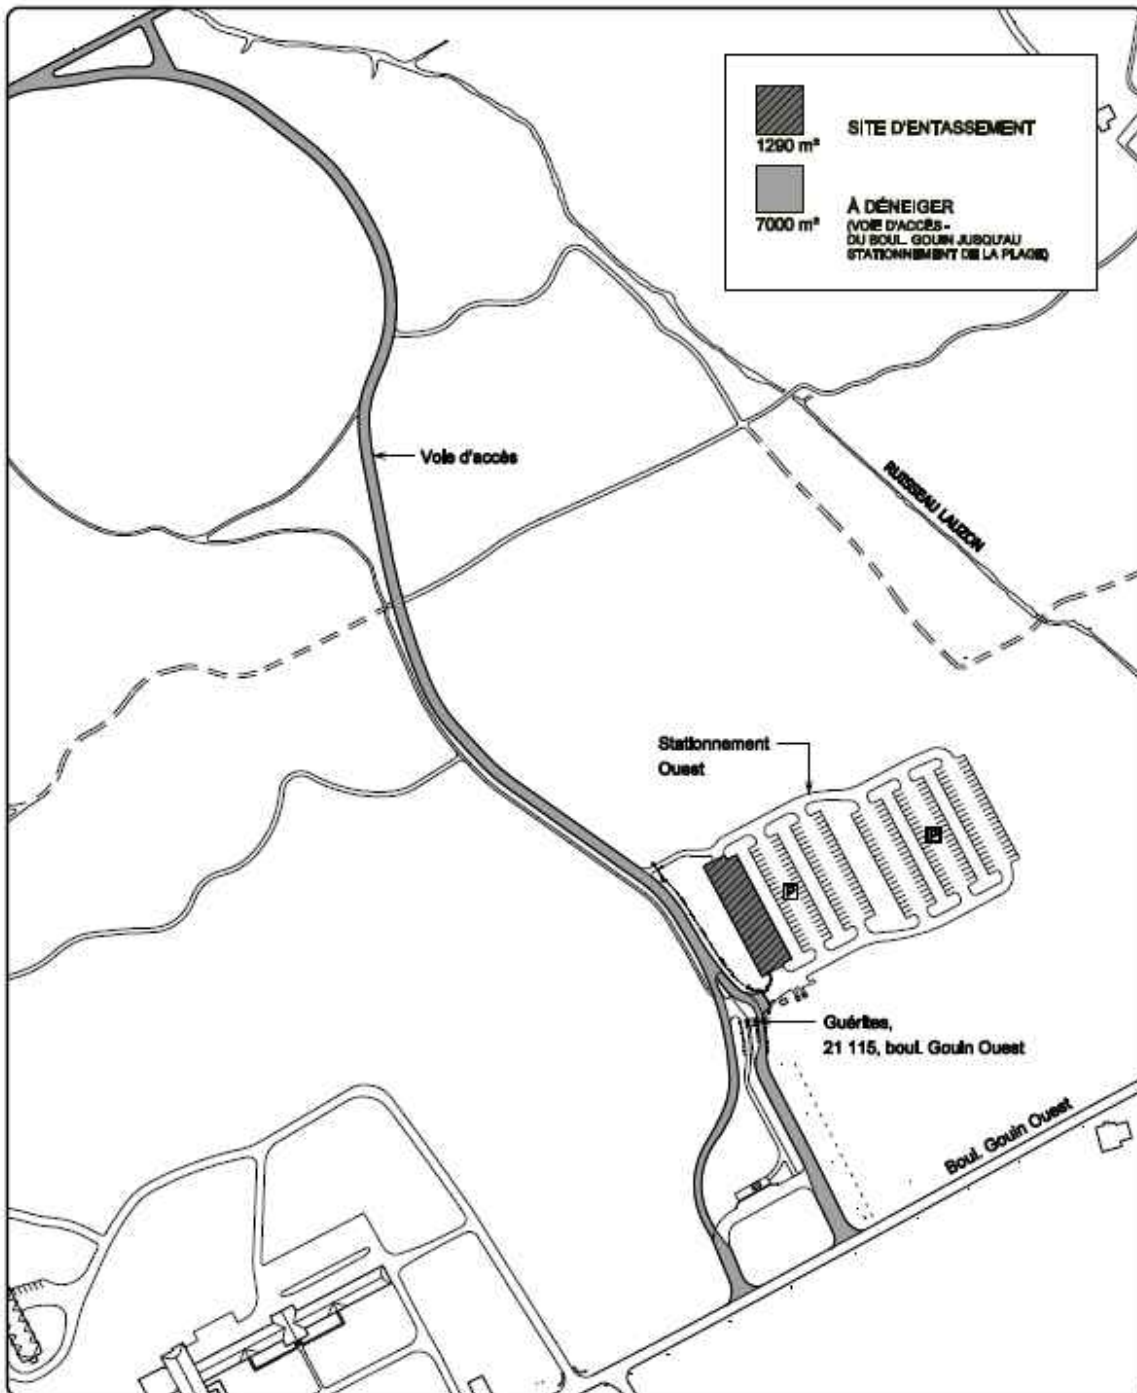 SITE D'ENTASSEMENT
1290 m²
À DÉNEIGER
7000 m²
(VOIE D'ACCÈS -
DU BOUL. GOUIN JUSQU'AU
STATIONNEMENT DE LA PLAGE)
Voie d'accès
RUISSEAU LAUZON
Stationnement
Ouest
P
P
Guérites,
21 115, boul. Gouin Ouest
Boul. Gouin Ouest